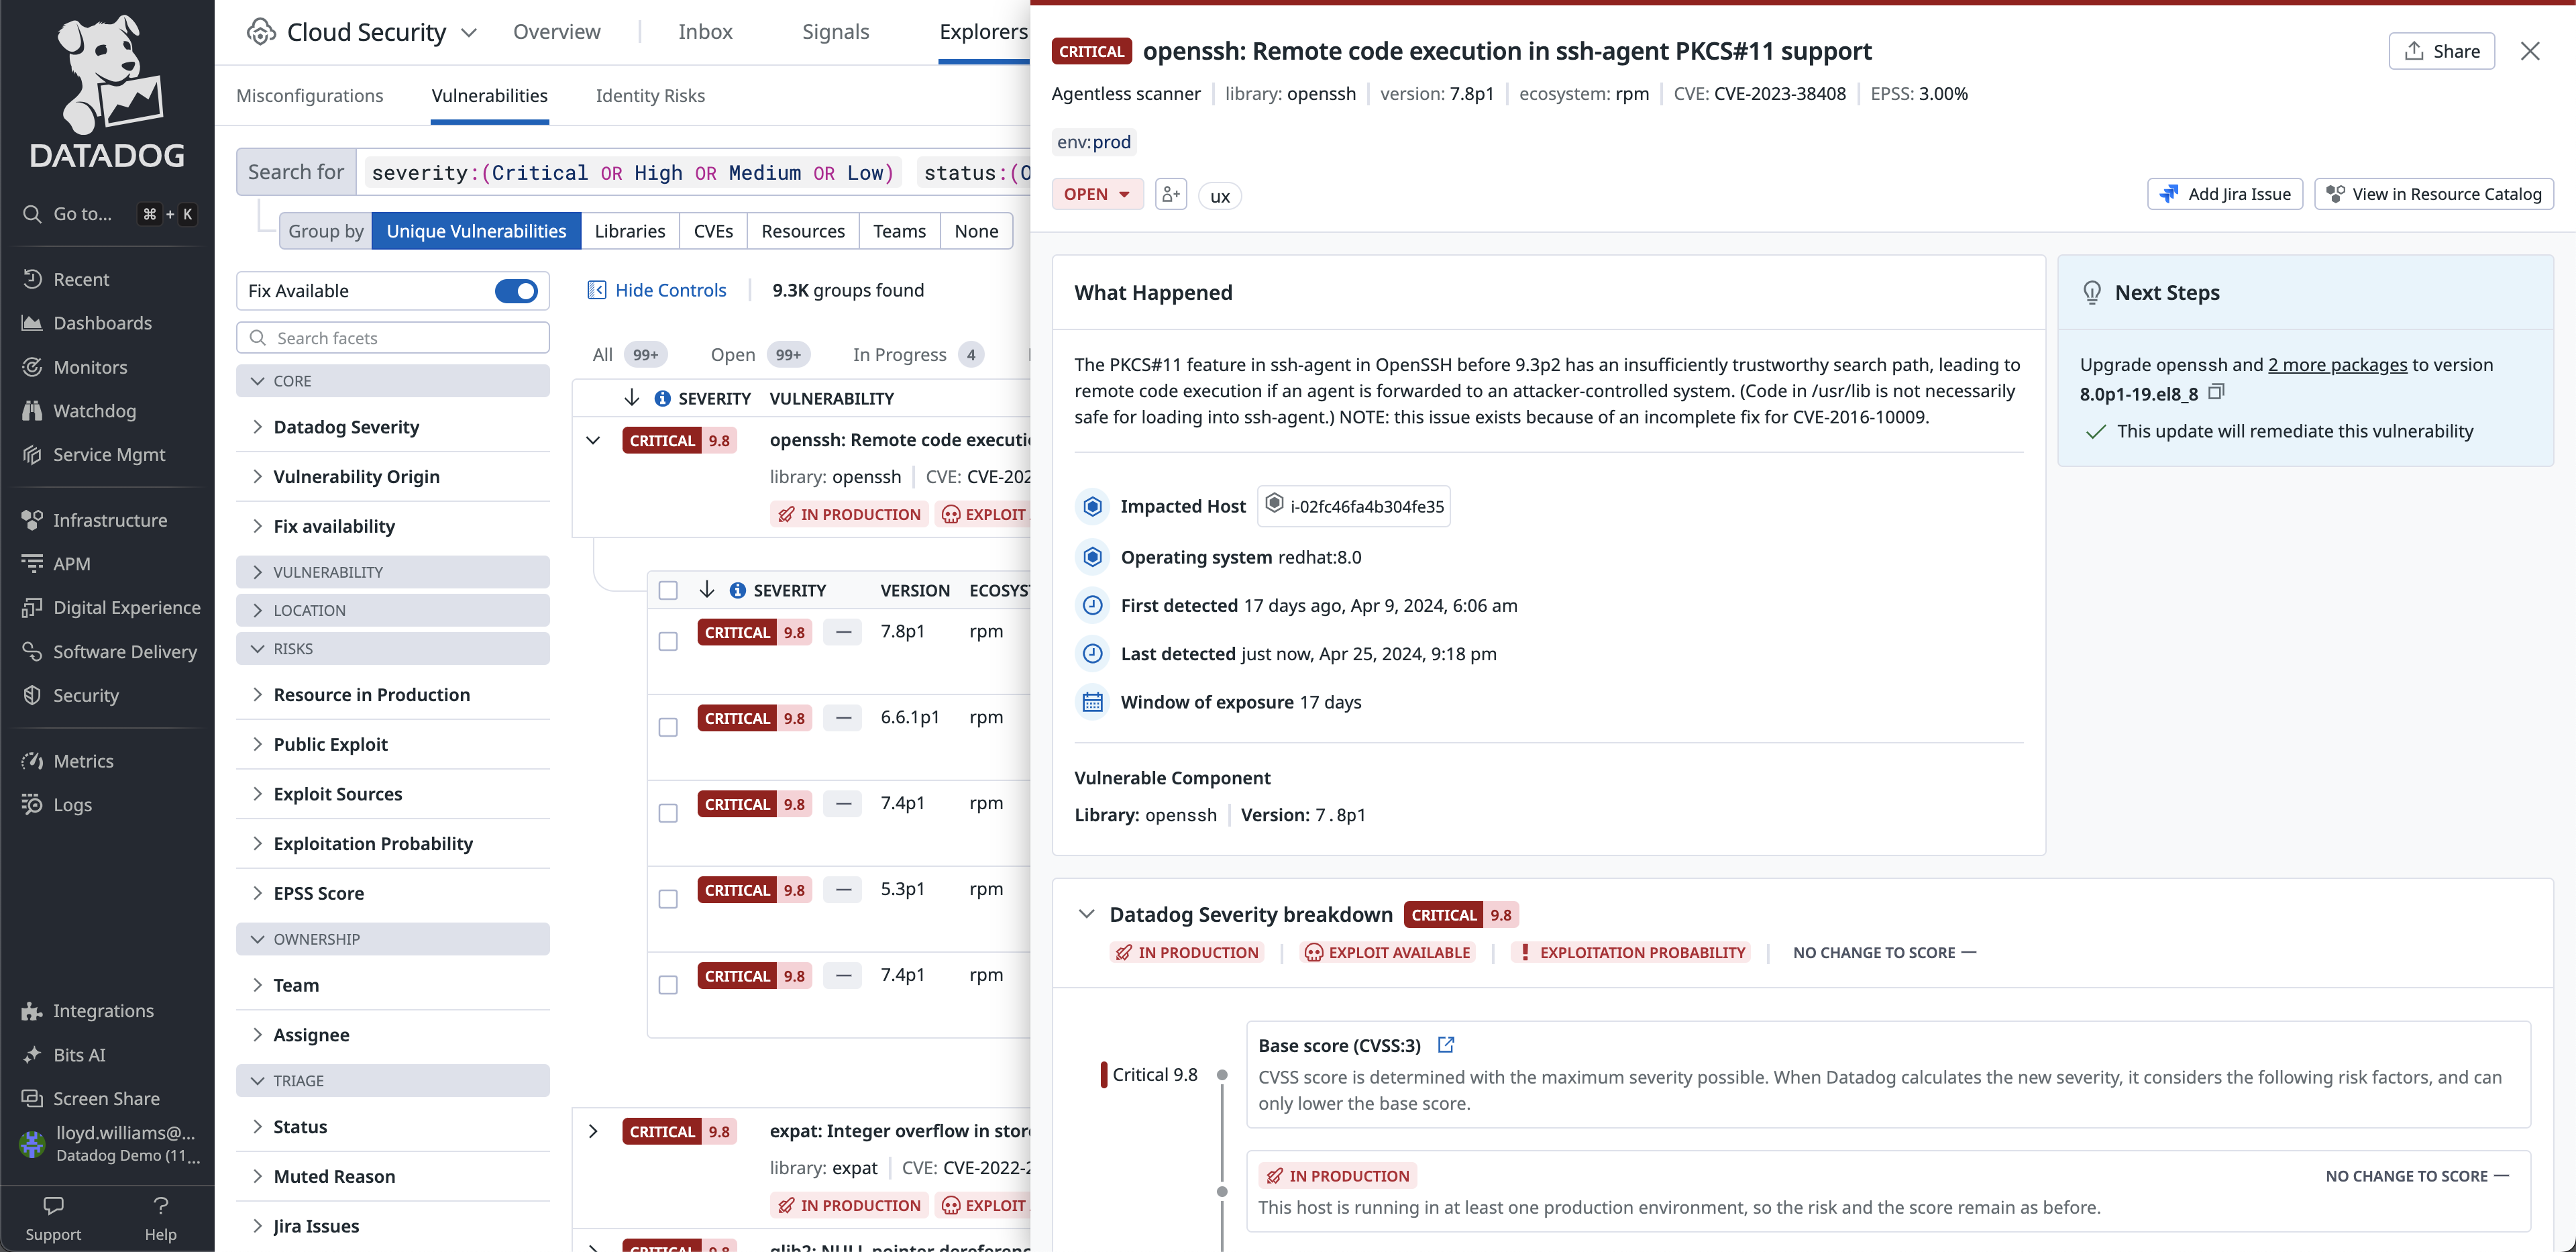 DATADOG
Go to...
⌘ + K
Recent
Dashboards
Monitors
Watchdog
Service Mgmt
Infrastructure
APM
Digital Experience
Software Delivery
Security
Metrics
Logs
Integrations
Bits AI
Screen Share
lloyd.williams@...
Datadog Demo (11...
Support
Help
Cloud Security
Overview
Inbox
Signals
Explorers
Misconfigurations
Vulnerabilities
Identity Risks
Search for
severity:(Critical OR High OR Medium OR Low)
status:(O
Group by
Unique Vulnerabilities
Libraries
CVEs
Resources
Teams
None
Fix Available
Search facets
CORE
Datadog Severity
Vulnerability Origin
Fix availability
VULNERABILITY
LOCATION
RISKS
Resource in Production
Public Exploit
Exploit Sources
Exploitation Probability
EPSS Score
OWNERSHIP
Team
Assignee
TRIAGE
Status
Muted Reason
Jira Issues
Hide Controls
9.3K groups found
All 99+
Open 99+
In Progress 4
SEVERITY VULNERABILITY
CRITICAL 9.8 openssh: Remote code executi
library: openssh CVE: CVE-202
IN PRODUCTION EXPLOIT
SEVERITY VERSION ECOSYST
CRITICAL 9.8 — 7.8p1 rpm
CRITICAL 9.8 — 6.6.1p1 rpm
CRITICAL 9.8 — 7.4p1 rpm
CRITICAL 9.8 — 5.3p1 rpm
CRITICAL 9.8 — 7.4p1 rpm
CRITICAL 9.8 expat: Integer overflow in stor
library: expat CVE: CVE-2022-2
IN PRODUCTION EXPLOIT
CRITICAL 9.8 glib2: NULL pointer dereferenc
CRITICAL openssh: Remote code execution in ssh-agent PKCS#11 support
Share
Agentless scanner library: openssh version: 7.8p1 ecosystem: rpm CVE: CVE-2023-38408 EPSS: 3.00%
env:prod
OPEN
ux
Add Jira Issue
View in Resource Catalog
What Happened
The PKCS#11 feature in ssh-agent in OpenSSH before 9.3p2 has an insufficiently trustworthy search path, leading to
remote code execution if an agent is forwarded to an attacker-controlled system. (Code in /usr/lib is not necessarily
safe for loading into ssh-agent.) NOTE: this issue exists because of an incomplete fix for CVE-2016-10009.
Impacted Host i-02fc46fa4b304fe35
Operating system redhat:8.0
First detected 17 days ago, Apr 9, 2024, 6:06 am
Last detected just now, Apr 25, 2024, 9:18 pm
Window of exposure 17 days
Vulnerable Component
Library: openssh Version: 7.8p1
Next Steps
Upgrade openssh and 2 more packages to version
8.0p1-19.el8_8
This update will remediate this vulnerability
Datadog Severity breakdown CRITICAL 9.8
IN PRODUCTION EXPLOIT AVAILABLE EXPLOITATION PROBABILITY NO CHANGE TO SCORE —
Critical 9.8
Base score (CVSS:3)
CVSS score is determined with the maximum severity possible. When Datadog calculates the new severity, it considers the following risk factors, and can
only lower the base score.
IN PRODUCTION
NO CHANGE TO SCORE —
This host is running in at least one production environment, so the risk and the score remain as before.